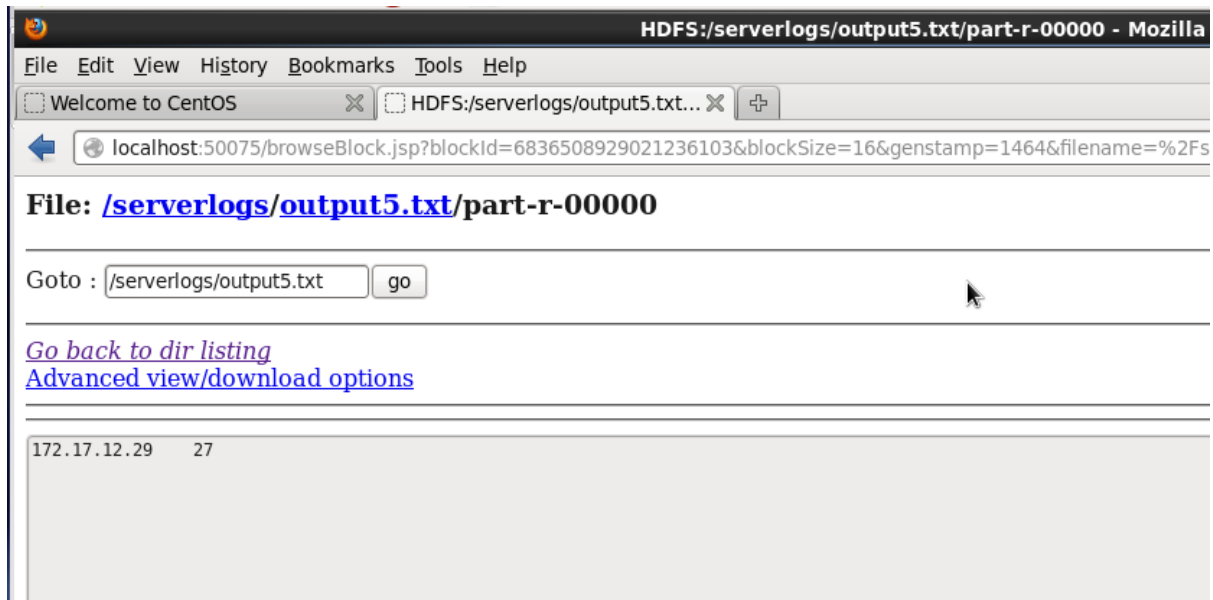 HDFS:/serverlogs/output5.txt/part-r-00000 - Mozilla
File Edit View History Bookmarks Tools Help
Welcome to CentOS HDFS:/serverlogs/output5.txt...
localhost:50075/browseBlock.jsp?blockId=6836508929021236103&blockSize=16&genstamp=1464&filename=%2Fs
File: /serverlogs/output5.txt/part-r-00000
Goto : /serverlogs/output5.txt go
Go back to dir listing
Advanced view/download options
172.17.12.29 27